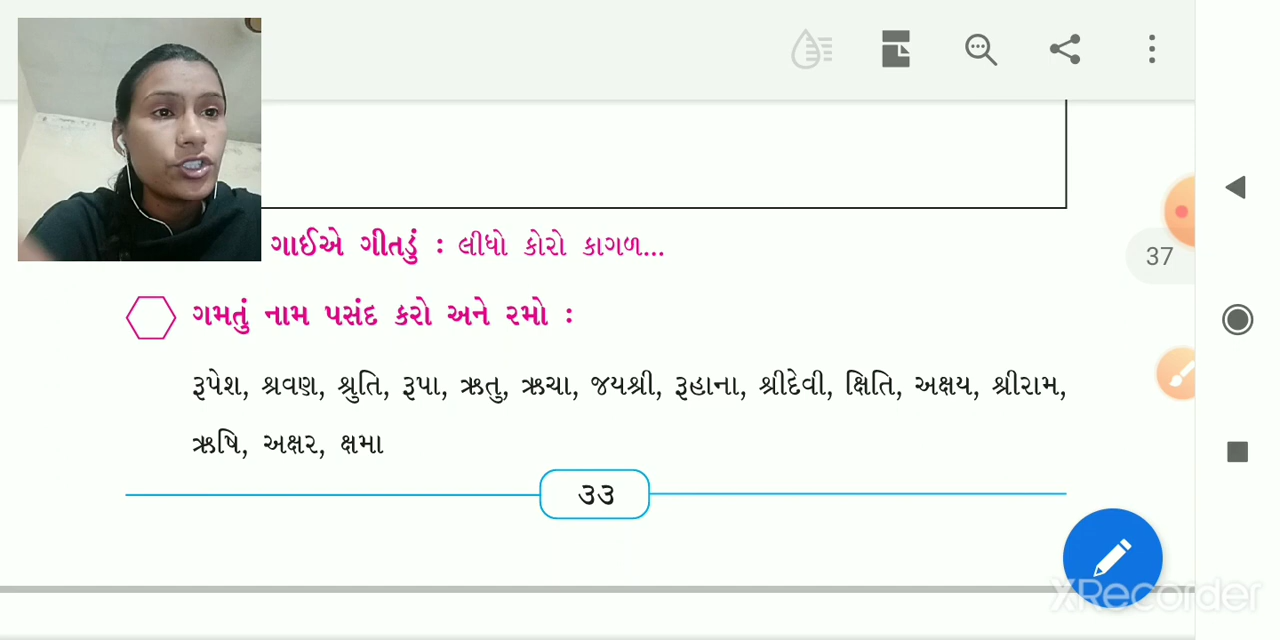 37
ગાઈએ ગીતડું : લીધો કોરો કાગળ...
ગમતું નામ પસંદ કરો અને રમો :
રૂપેશ, શ્રવણ, શ્રુતિ, રૂપા, ઋતુ, ઋચા, જયશ્રી, રૂહાના, શ્રીદેવી, ક્ષિતિ, અક્ષય, શ્રીરામ,
ઋષિ, અક્ષર, ક્ષમા
૩૩
XRecorder